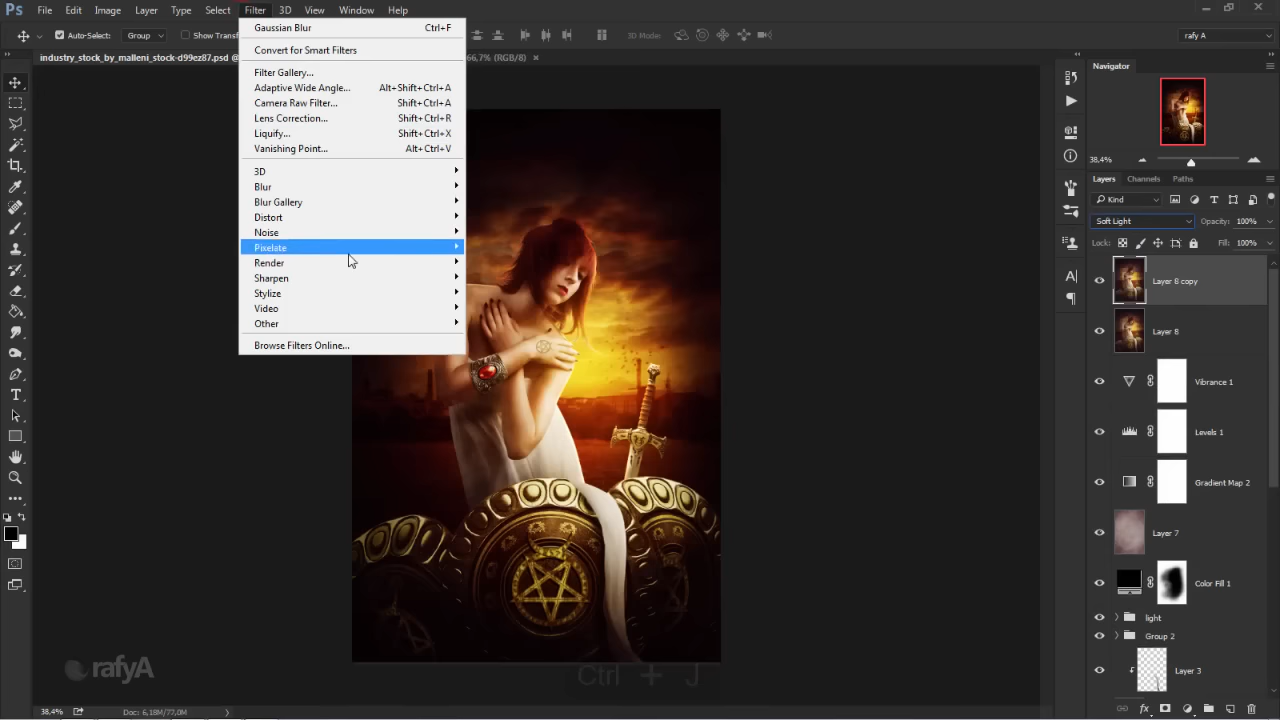 Ps File Edit Image Layer Type Select Filter 3D View Window Help
Auto-Select: Group Show Transf 3D Mode: rafy A
industry_stock_by_malleni_stock-d99ez87.psd @ 66,7% (RGB/8)
Gaussian Blur Ctrl+F
Convert for Smart Filters
Filter Gallery...
Adaptive Wide Angle... Alt+Shift+Ctrl+A
Camera Raw Filter... Shift+Ctrl+A
Lens Correction... Shift+Ctrl+R
Liquify... Shift+Ctrl+X
Vanishing Point... Alt+Ctrl+V
3D
Blur
Blur Gallery
Distort
Noise
Pixelate
Render
Sharpen
Stylize
Video
Other
Browse Filters Online...
Navigator
38,4%
Layers Channels Paths
Kind
Soft Light Opacity: 100%
Lock: Fill: 100%
Layer 8 copy
Layer 8
Vibrance 1
Levels 1
Gradient Map 2
Layer 7
Color Fill 1
light
Group 2
Layer 3
fx
rafyA
Ctrl + J
38,4% Doc: 6,18M/77,0M